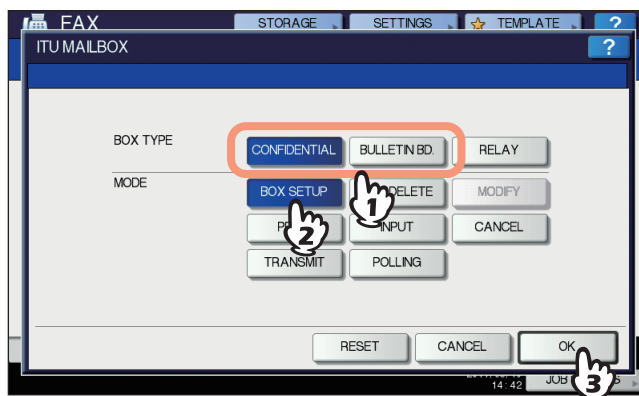 FAX STORAGE SETTINGS TEMPLATE ?
ITU MAILBOX ?
BOX TYPE CONFIDENTIAL BULLETIN BD. RELAY
MODE BOX SETUP DELETE MODIFY
INPUT CANCEL
TRANSMIT POLLING
1
2
RESET CANCEL OK
3
14:42 JOB